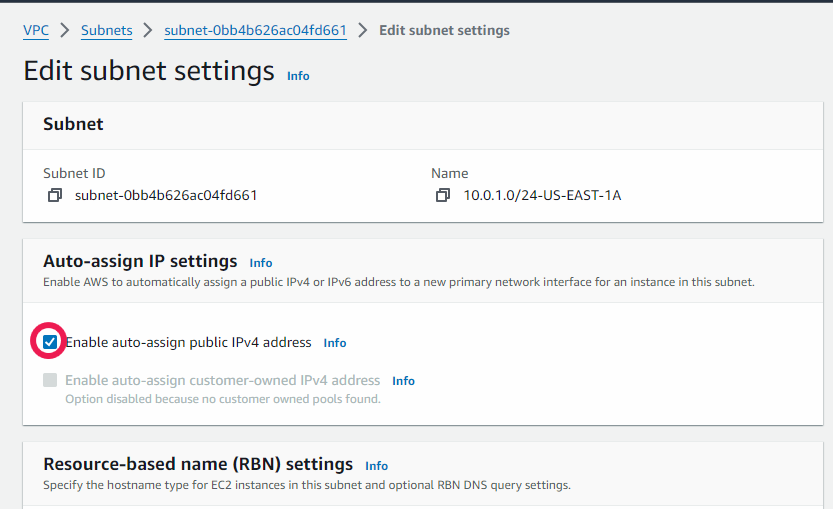 VPC > Subnets > subnet-0bb4b626ac04fd661 > Edit subnet settings
Edit subnet settings Info
Subnet
Subnet ID
subnet-0bb4b626ac04fd661
Name
10.0.1.0/24-US-EAST-1A
Auto-assign IP settings Info
Enable AWS to automatically assign a public IPv4 or IPv6 address to a new primary network interface for an instance in this subnet.
Enable auto-assign public IPv4 address Info
Enable auto-assign customer-owned IPv4 address Info
Option disabled because no customer owned pools found.
Resource-based name (RBN) settings Info
Specify the hostname type for EC2 instances in this subnet and optional RBN DNS query settings.